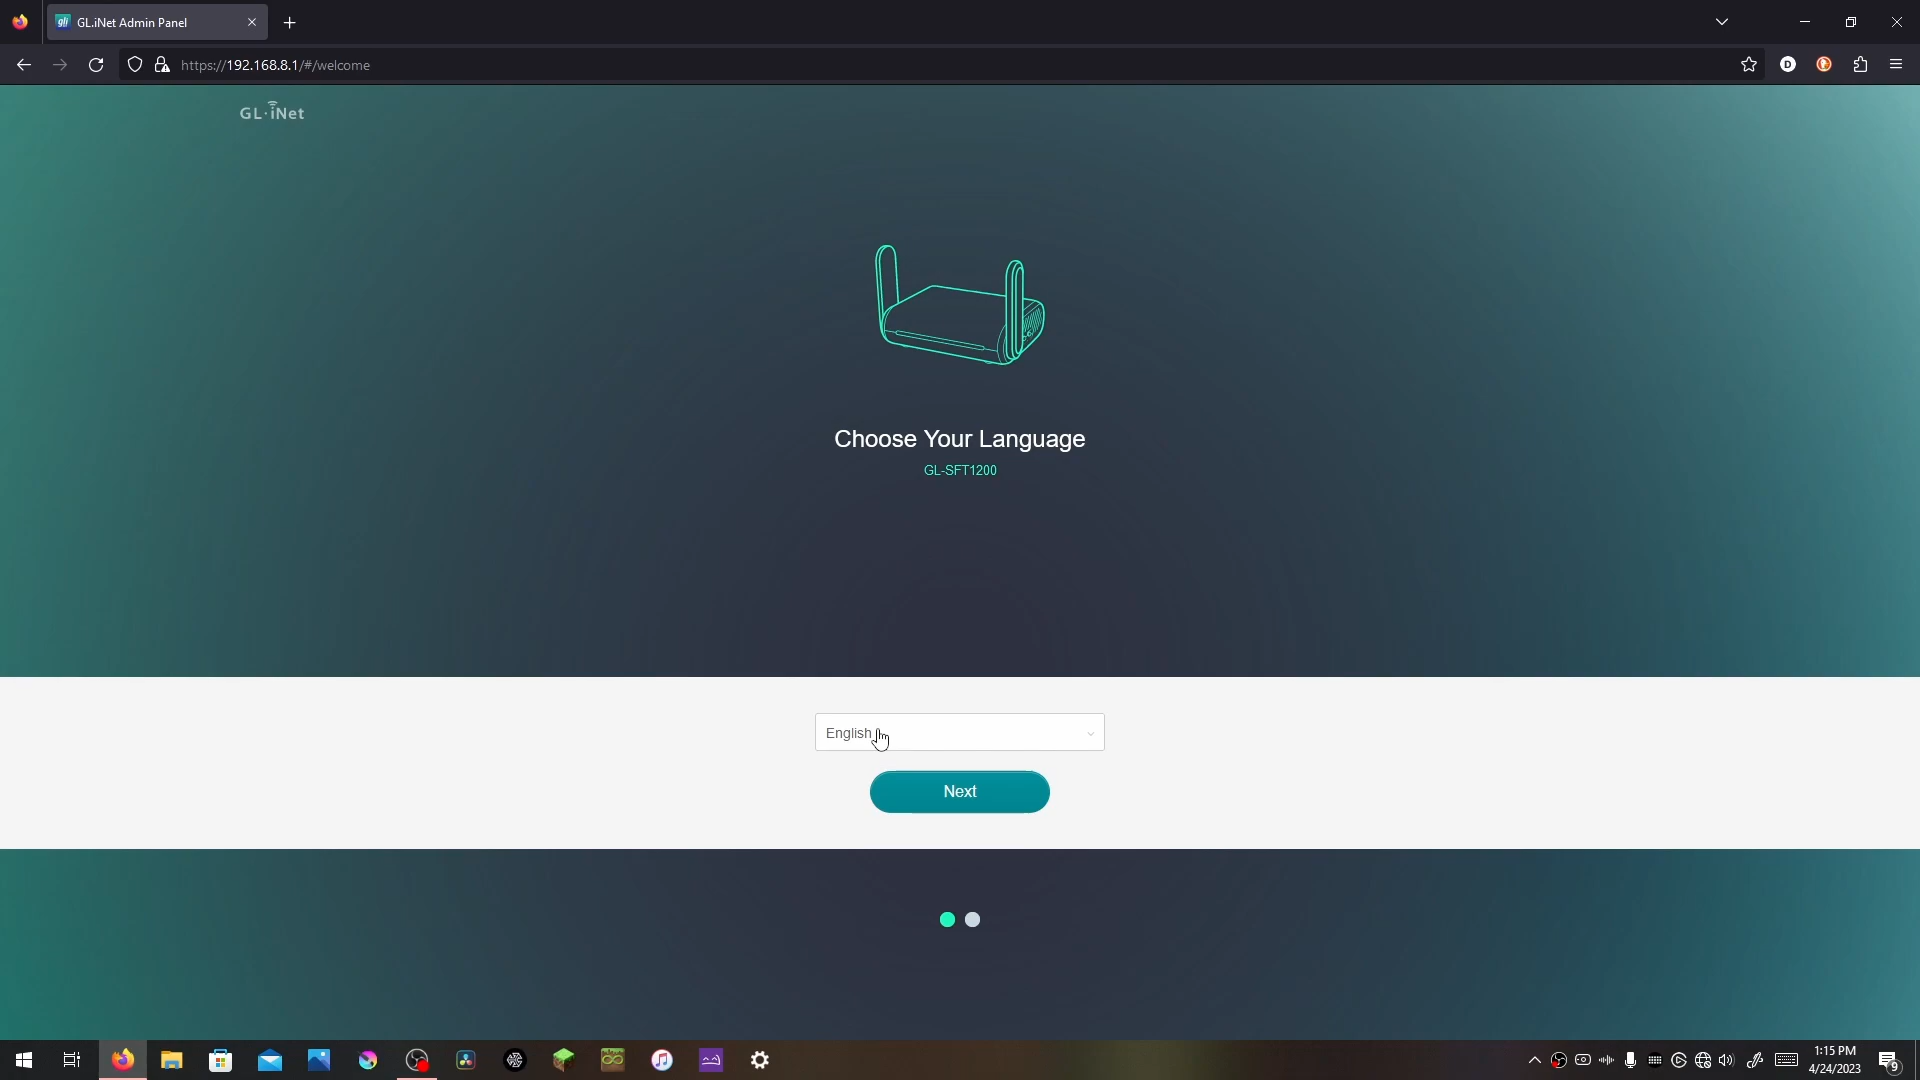 GL.iNet Admin Panel
https://192.168.8.1/#/welcome
GL·iNet
Choose Your Language
GL-SFT1200
English
Next
1:15 PM
4/24/2023
9